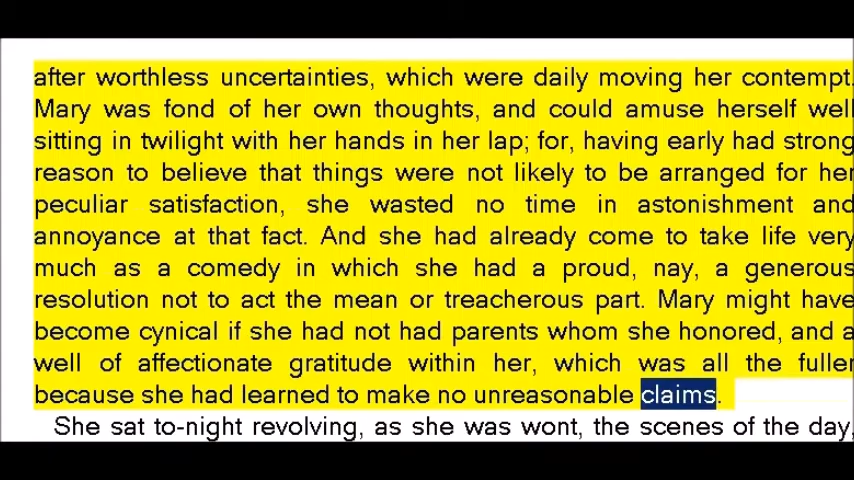 after worthless uncertainties, which were daily moving her contempt.
Mary was fond of her own thoughts, and could amuse herself well
sitting in twilight with her hands in her lap; for, having early had strong
reason to believe that things were not likely to be arranged for her
peculiar satisfaction, she wasted no time in astonishment and
annoyance at that fact. And she had already come to take life very
much as a comedy in which she had a proud, nay, a generous
resolution not to act the mean or treacherous part. Mary might have
become cynical if she had not had parents whom she honored, and a
well of affectionate gratitude within her, which was all the fuller
because she had learned to make no unreasonable claims.
She sat to-night revolving, as she was wont, the scenes of the day,